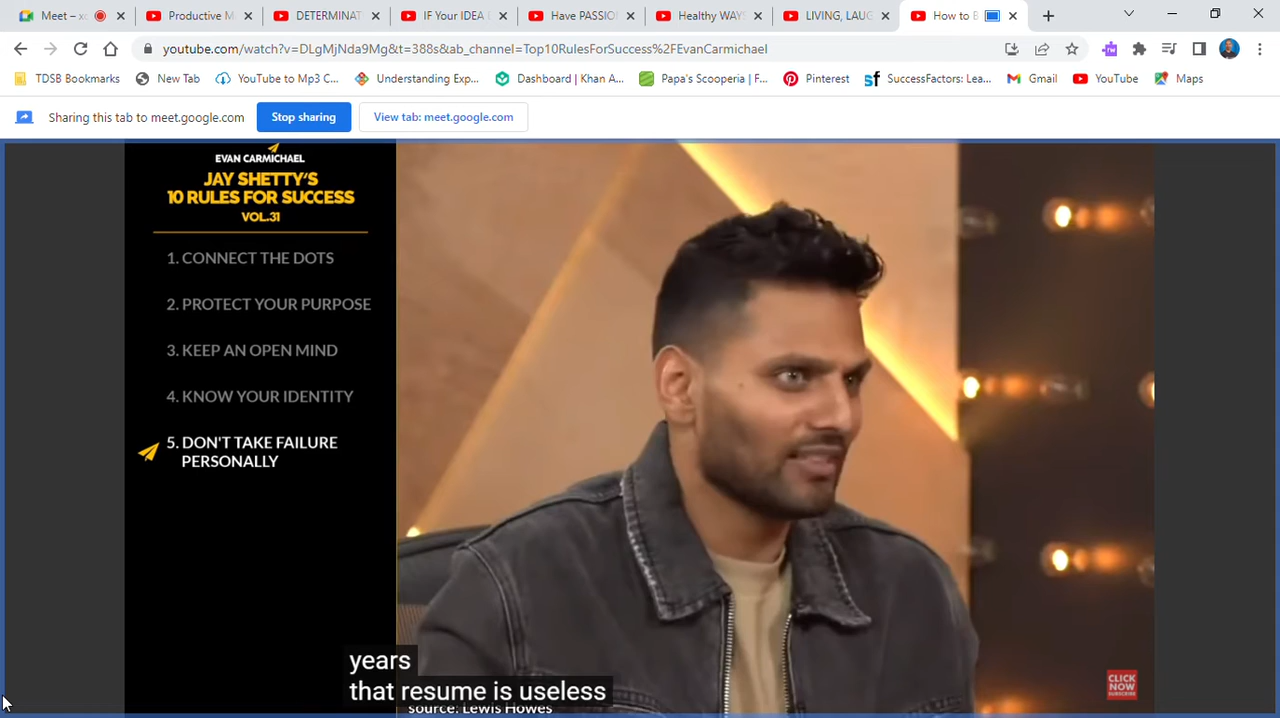 Meet – xc
Productive M
DETERMINAT
IF Your IDEA
Have PASSIO
Healthy WAYS
LIVING, LAUG
How to B
youtube.com/watch?v=DLgMjNda9Mg&t=388s&ab_channel=Top10RulesForSuccess%2FEvanCarmichael
TDSB Bookmarks
New Tab
YouTube to Mp3 C...
Understanding Exp...
Dashboard | Khan A...
Papa's Scooperia | F...
Pinterest
SuccessFactors: Lea...
Gmail
YouTube
Maps
Sharing this tab to meet.google.com
Stop sharing
View tab: meet.google.com
EVAN CARMICHAEL
JAY SHETTY'S
10 RULES FOR SUCCESS
VOL.31
1. CONNECT THE DOTS
2. PROTECT YOUR PURPOSE
3. KEEP AN OPEN MIND
4. KNOW YOUR IDENTITY
5. DON'T TAKE FAILURE
PERSONALLY
years
that resume is useless
source: Lewis Howes
CLICK
NOW
SUBSCRIBE